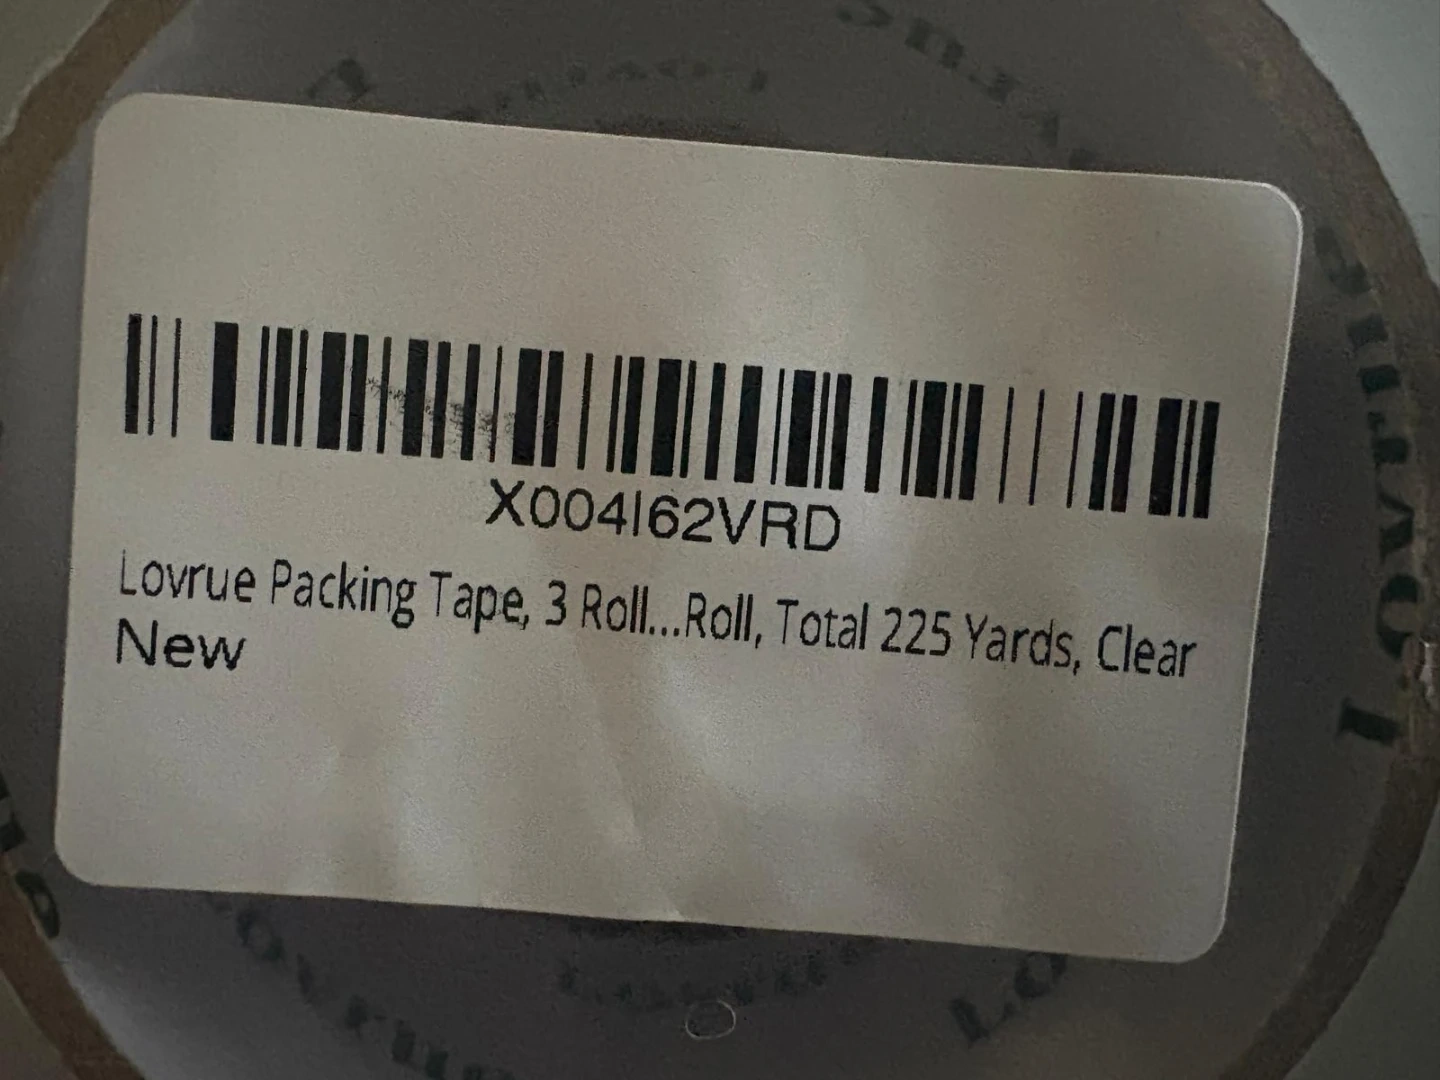 X004I62VRD
Lovrue Packing Tape, 3 Roll...Roll, Total 225 Yards, Clear
New